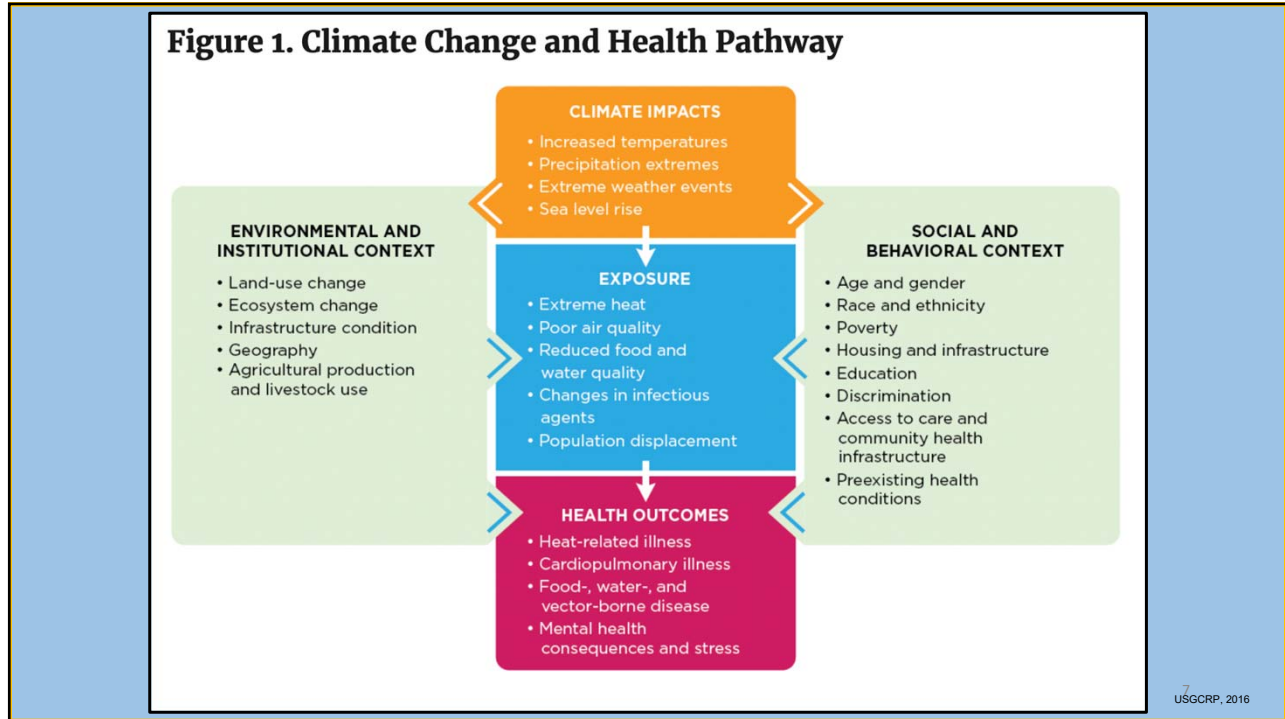 Figure 1. Climate Change and Health Pathway
CLIMATE IMPACTS
• Increased temperatures
• Precipitation extremes
• Extreme weather events
• Sea level rise
ENVIRONMENTAL AND
INSTITUTIONAL CONTEXT
• Land-use change
• Ecosystem change
• Infrastructure condition
• Geography
• Agricultural production
and livestock use
EXPOSURE
• Extreme heat
• Poor air quality
• Reduced food and
water quality
• Changes in infectious
agents
• Population displacement
SOCIAL AND
BEHAVIORAL CONTEXT
• Age and gender
• Race and ethnicity
• Poverty
• Housing and infrastructure
• Education
• Discrimination
• Access to care and
community health
infrastructure
• Preexisting health
conditions
HEALTH OUTCOMES
• Heat-related illness
• Cardiopulmonary illness
• Food-, water-, and
vector-borne disease
• Mental health
consequences and stress
7
USGCRP, 2016